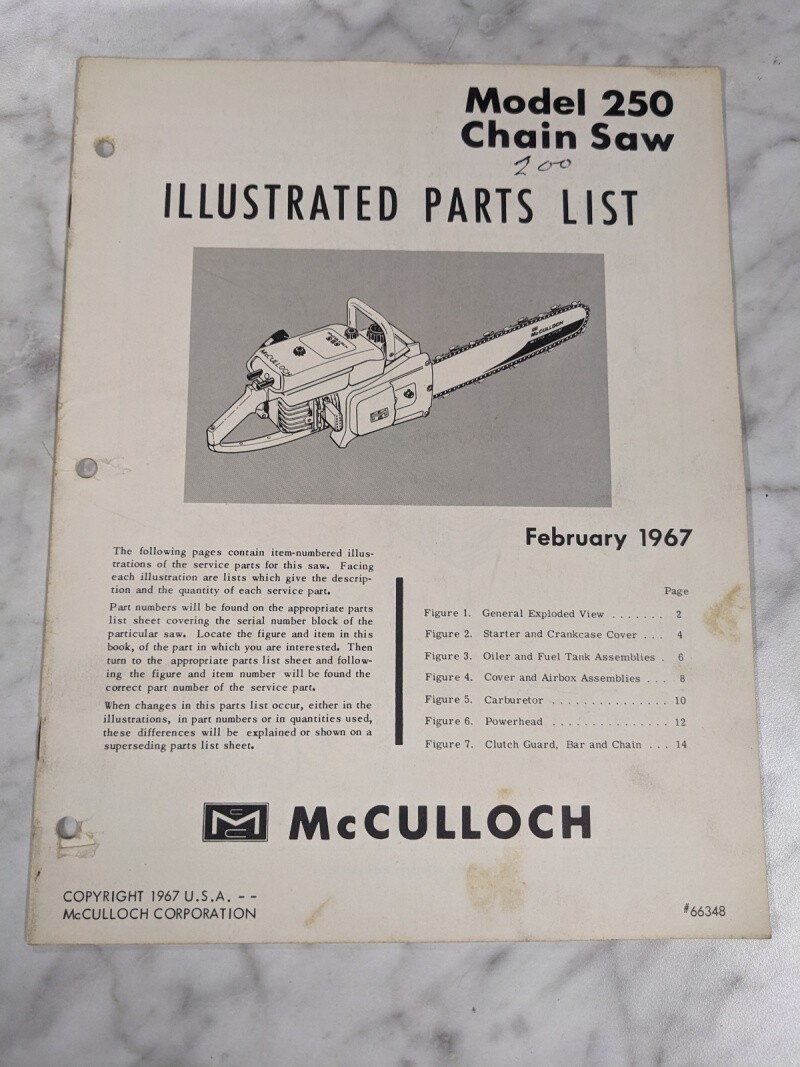 Model 250
Chain Saw
200
ILLUSTRATED PARTS LIST
McCULLOCH
McCULLOCH
February 1967
The following pages contain item-numbered illus-
trations of the service parts for this saw. Facing
each illustration are lists which give the descrip-
tion and the quantity of each service part.
Part numbers will be found on the appropriate parts
list sheet covering the serial number block of the
particular saw. Locate the figure and item in this
book, of the part in which you are interested. Then
turn to the appropriate parts list sheet and follow-
ing the figure and item number will be found the
correct part number of the service part.
When changes in this parts list occur, either in the
illustrations, in part numbers or in quantities used,
these differences will be explained or shown on a
superseding parts list sheet.
Page
Figure 1. General Exploded View . . . . . . . 2
Figure 2. Starter and Crankcase Cover . . . 4
Figure 3. Oiler and Fuel Tank Assemblies . 6
Figure 4. Cover and Airbox Assemblies . . . 8
Figure 5. Carburetor . . . . . . . . . . . . . . . 10
Figure 6. Powerhead . . . . . . . . . . . . . . . 12
Figure 7. Clutch Guard, Bar and Chain . . . 14
McCULLOCH
COPYRIGHT 1967 U.S.A. --
McCULLOCH CORPORATION
#66348